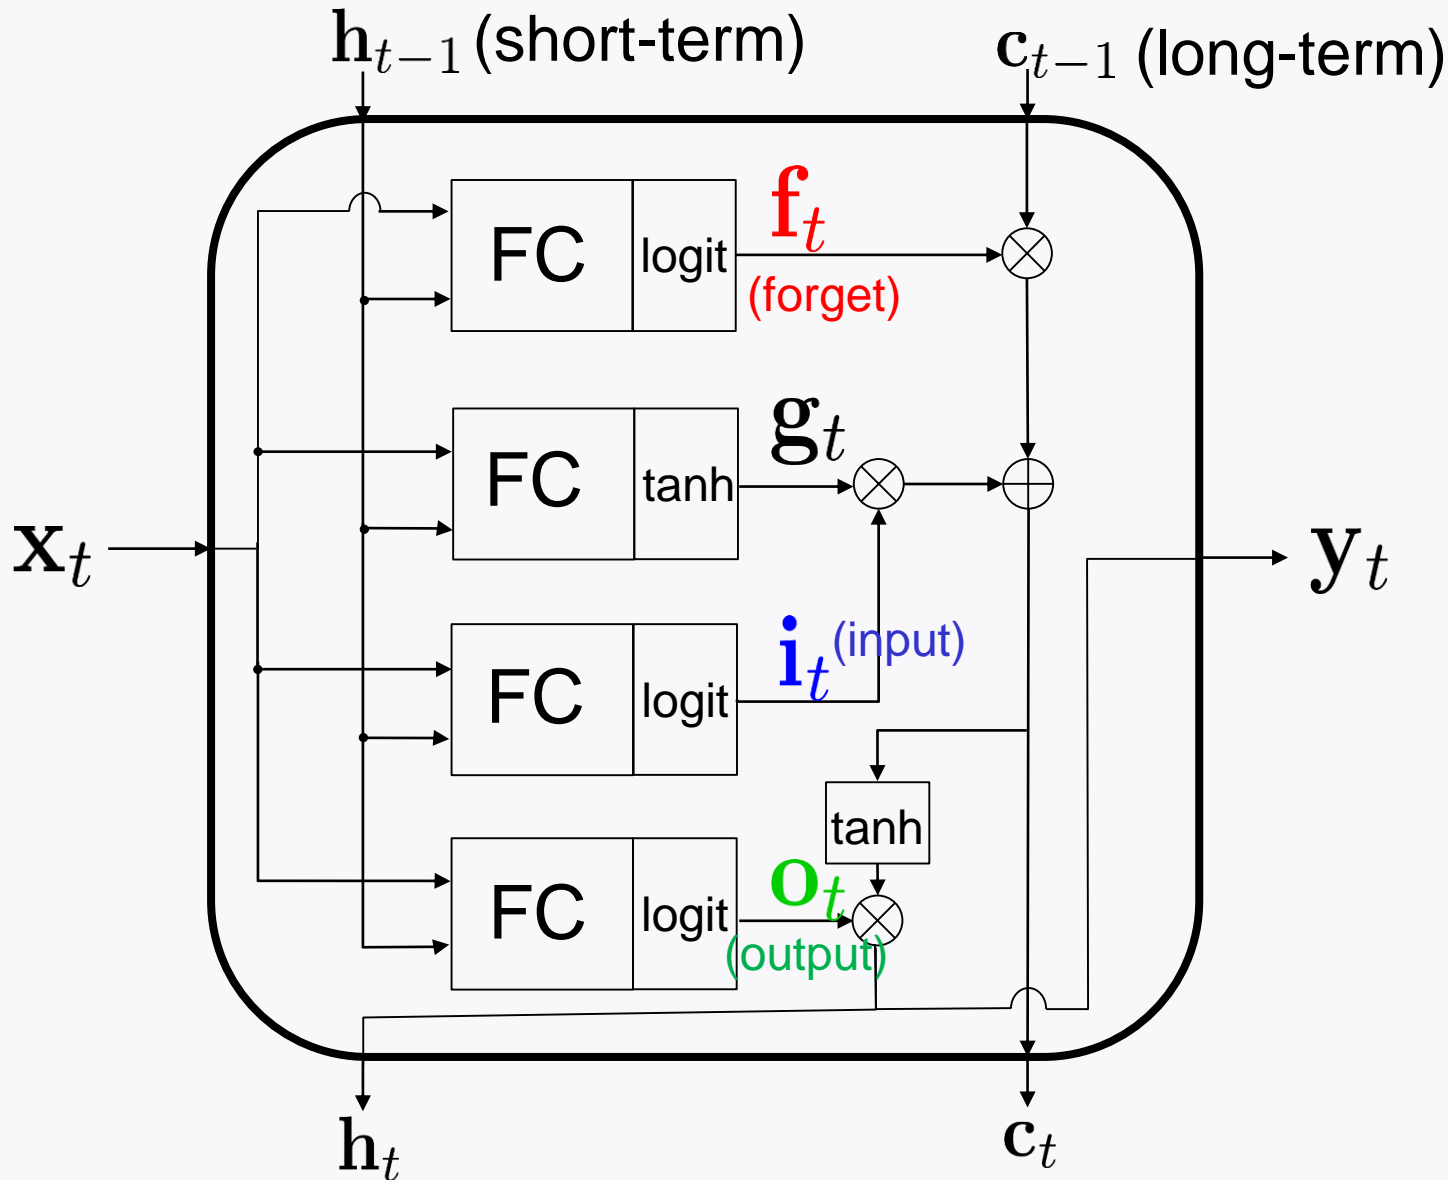 h_{t-1} (short-term)
c_{t-1} (long-term)
FC logit
f_t
(forget)
FC tanh
g_t
x_t
y_t
FC logit
i_t (input)
tanh
FC logit
o_t
(output)
h_t
c_t